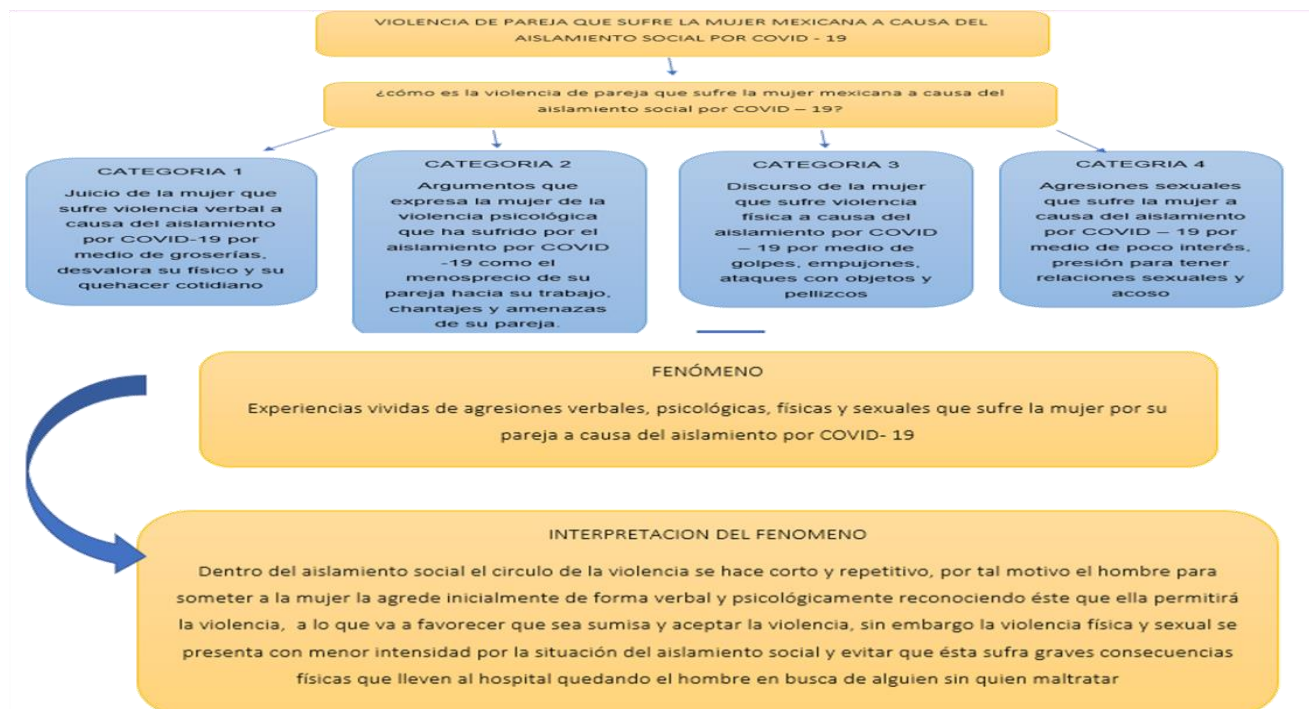 VIOLENCIA DE PAREJA QUE SUFRE LA MUJER MEXICANA A CAUSA DEL
AISLAMIENTO SOCIAL POR COVID - 19
¿cómo es la violencia de pareja que sufre la mujer mexicana a causa del
aislamiento social por COVID – 19?
CATEGORIA 1
Juicio de la mujer que
sufre violencia verbal a
causa del aislamiento
por COVID-19 por
medio de groserías,
desvalora su físico y su
quehacer cotidiano
CATEGORIA 2
Argumentos que
expresa la mujer de la
violencia psicológica
que ha sufrido por el
aislamiento por COVID
-19 como el
menosprecio de su
pareja hacia su trabajo,
chantajes y amenazas
de su pareja.
CATEGORIA 3
Discurso de la mujer
que sufre violencia
física a causa del
aislamiento por COVID
– 19 por medio de
golpes, empujones,
ataques con objetos y
pellizcos
CATEGRIA 4
Agresiones sexuales
que sufre la mujer a
causa del aislamiento
por COVID – 19 por
medio de poco interés,
presión para tener
relaciones sexuales y
acoso
FENÓMENO
Experiencias vividas de agresiones verbales, psicológicas, físicas y sexuales que sufre la mujer por su
pareja a causa del aislamiento por COVID- 19
INTERPRETACION DEL FENOMENO
Dentro del aislamiento social el circulo de la violencia se hace corto y repetitivo, por tal motivo el hombre para
someter a la mujer la agrede inicialmente de forma verbal y psicológicamente reconociendo éste que ella permitirá
la violencia, a lo que va a favorecer que sea sumisa y aceptar la violencia, sin embargo la violencia física y sexual se
presenta con menor intensidad por la situación del aislamiento social y evitar que ésta sufra graves consecuencias
físicas que lleven al hospital quedando el hombre en busca de alguien sin quien maltratar